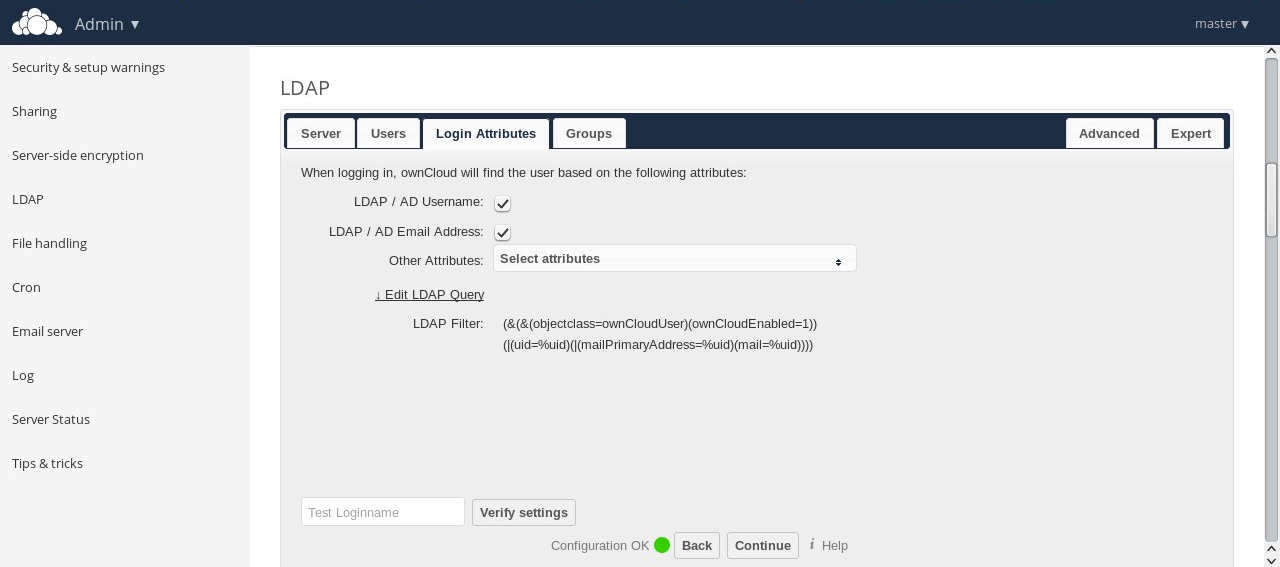 Admin ▼
master ▼
Security & setup warnings
Sharing
Server-side encryption
LDAP
File handling
Cron
Email server
Log
Server Status
Tips & tricks
LDAP
Server Users Login Attributes Groups Advanced Expert
When logging in, ownCloud will find the user based on the following attributes:
LDAP / AD Username:
LDAP / AD Email Address:
Other Attributes: Select attributes
↓ Edit LDAP Query
LDAP Filter: (&(&(objectclass=ownCloudUser)(ownCloudEnabled=1))
(|(uid=%uid)(|(mailPrimaryAddress=%uid)(mail=%uid))))
Test Loginname Verify settings
Configuration OK Back Continue i Help